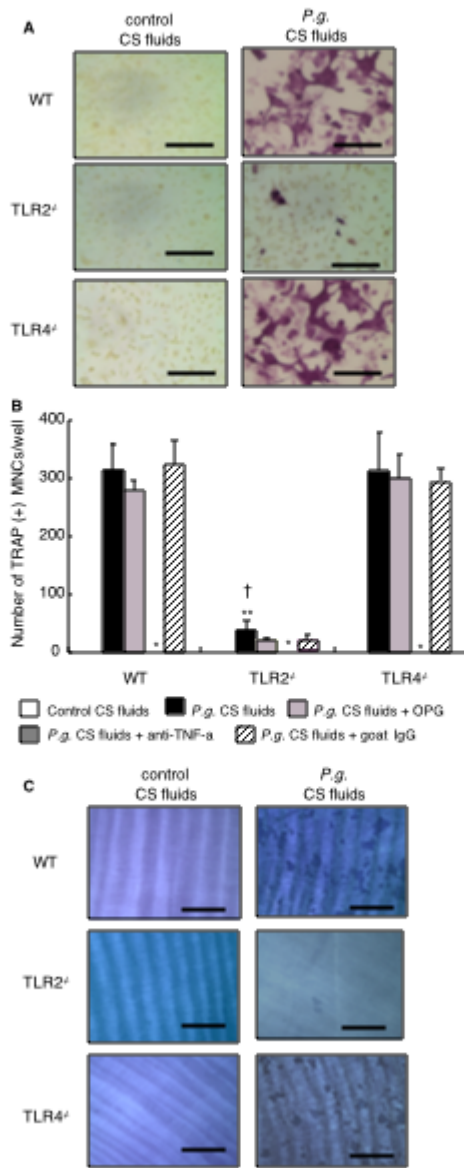 A
control
CS fluids
P.g.
CS fluids
WT
TLR2-/-
TLR4-/-
B
Number of TRAP (+) MNCs/well
400
300
200
100
0
†
**
*
*
*
WT
TLR2-/-
TLR4-/-
Control CS fluids
P.g. CS fluids
P.g. CS fluids + OPG
P.g. CS fluids + anti-TNF-a
P.g. CS fluids + goat IgG
C
control
CS fluids
P.g.
CS fluids
WT
TLR2-/-
TLR4-/-